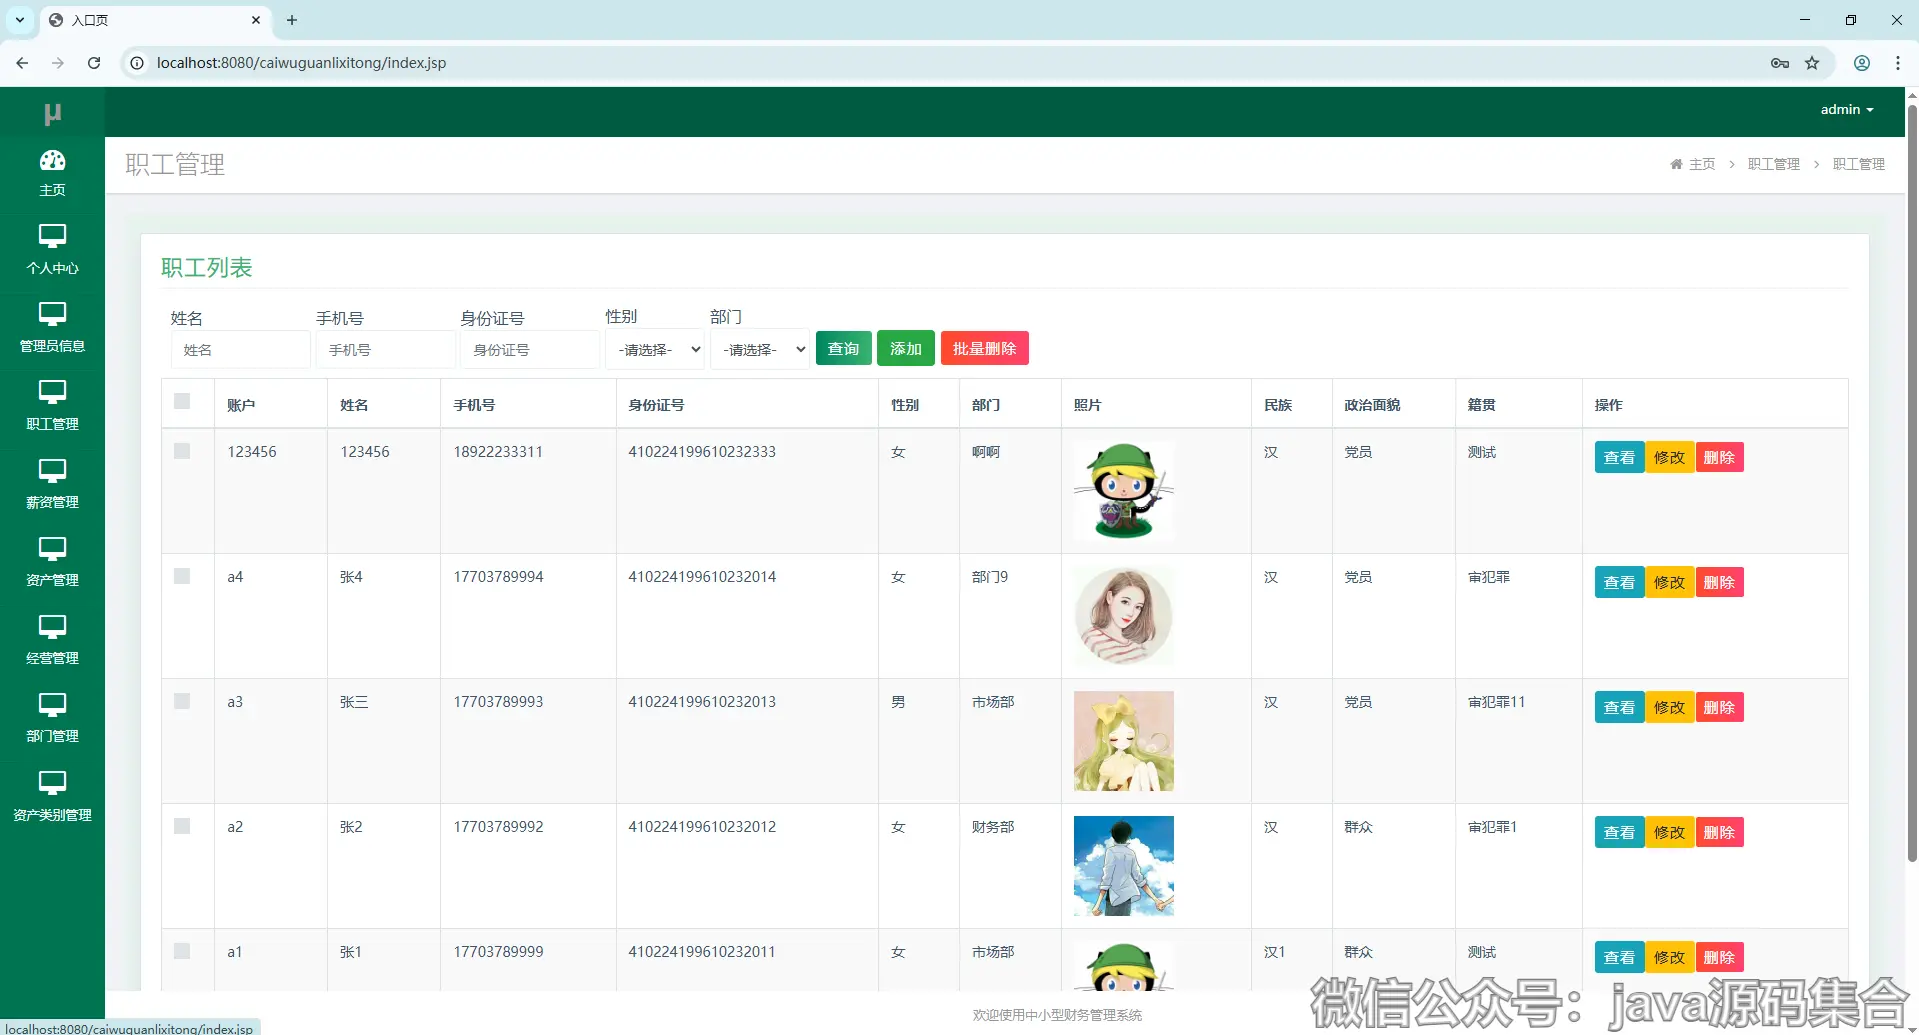 入口页
localhost:8080/caiwuguanlixitong/index.jsp
μ
admin
主页
个人中心
管理员信息
职工管理
薪资管理
资产管理
经营管理
部门管理
资产类别管理
职工管理
主页 > 职工管理 > 职工管理
职工列表
姓名 手机号 身份证号 性别 部门
姓名 手机号 身份证号 -请选择- -请选择- 查询 添加 批量删除
账户 姓名 手机号 身份证号 性别 部门 照片 民族 政治面貌 籍贯 操作
123456 123456 18922233311 410224199610232333 女 啊啊 汉 党员 测试 查看 修改 删除
a4 张4 17703789994 410224199610232014 女 部门9 汉 党员 审犯罪 查看 修改 删除
a3 张三 17703789993 410224199610232013 男 市场部 汉 党员 审犯罪11 查看 修改 删除
a2 张2 17703789992 410224199610232012 女 财务部 汉 群众 审犯罪1 查看 修改 删除
a1 张1 17703789999 410224199610232011 女 市场部 汉1 群众 测试 查看 修改 删除
微信公众号：java源码集合
欢迎使用中小型财务管理系统
localhost:8080/caiwuguanlixitong/index.jsp